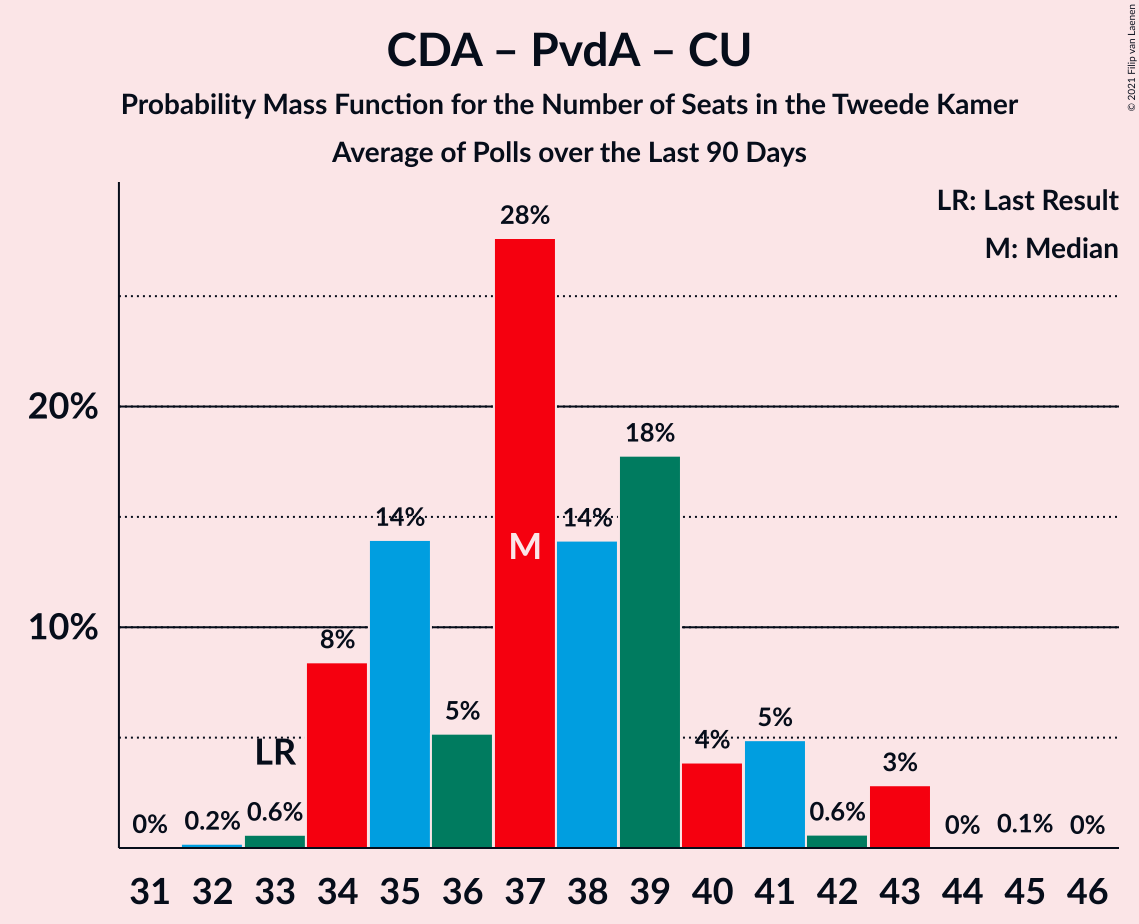 CDA – PvdA – CU
Probability Mass Function for the Number of Seats in the Tweede Kamer
Average of Polls over the Last 90 Days
© 2021 Filip van Laenen
LR: Last Result
M: Median
28%
20%
18%
14%
14%
M
10%
8%
5%
5%
4%
LR
3%
0%
0.2%
0.6%
0.6%
0%
0.1%
0%
31 32 33 34 35 36 37 38 39 40 41 42 43 44 45 46